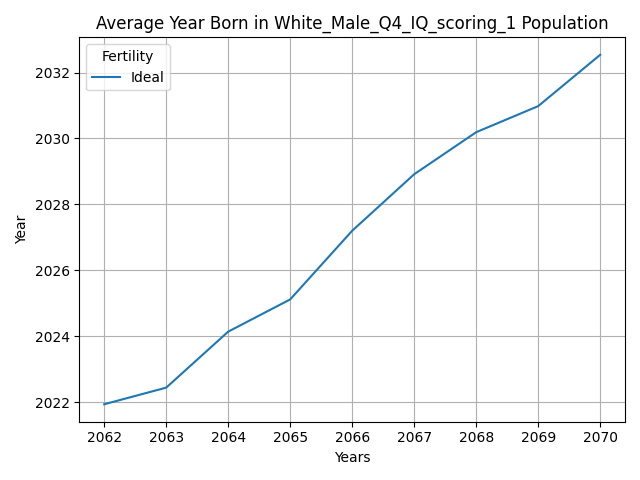 Average Year Born in White_Male_Q4_IQ_scoring_1 Population
Fertility
Ideal
2032
2030
2028
2026
2024
2022
Year
2062 2063 2064 2065 2066 2067 2068 2069 2070
Years